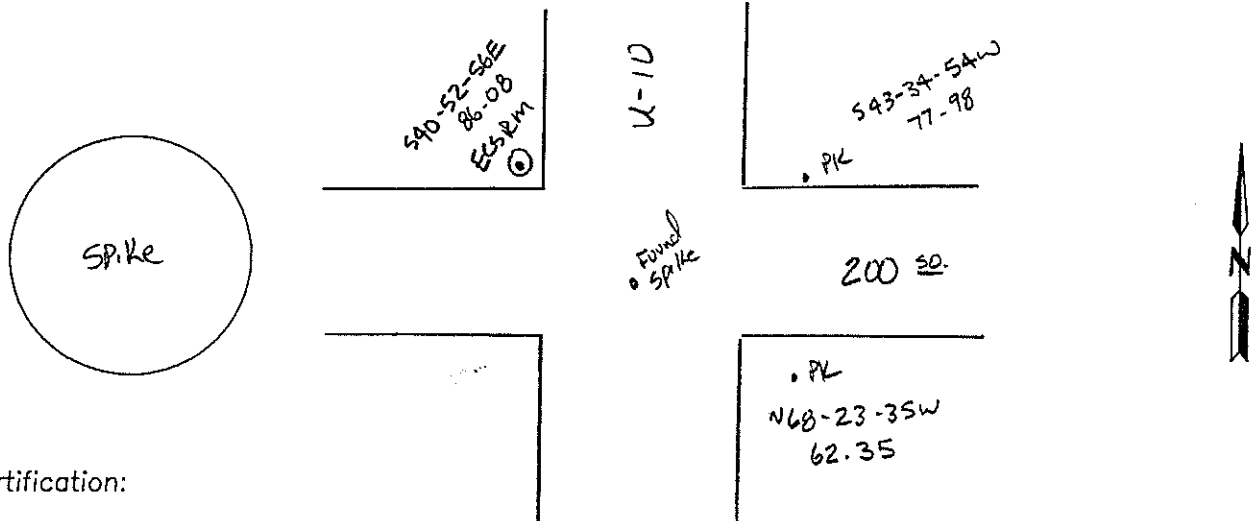 S40-52-56E
86-08
ECSRM
U-10
S43-34-54W
77-98
PK
Spike
Found
Spike
200 so.
N
PK
N68-23-35W
62.35
rtification: